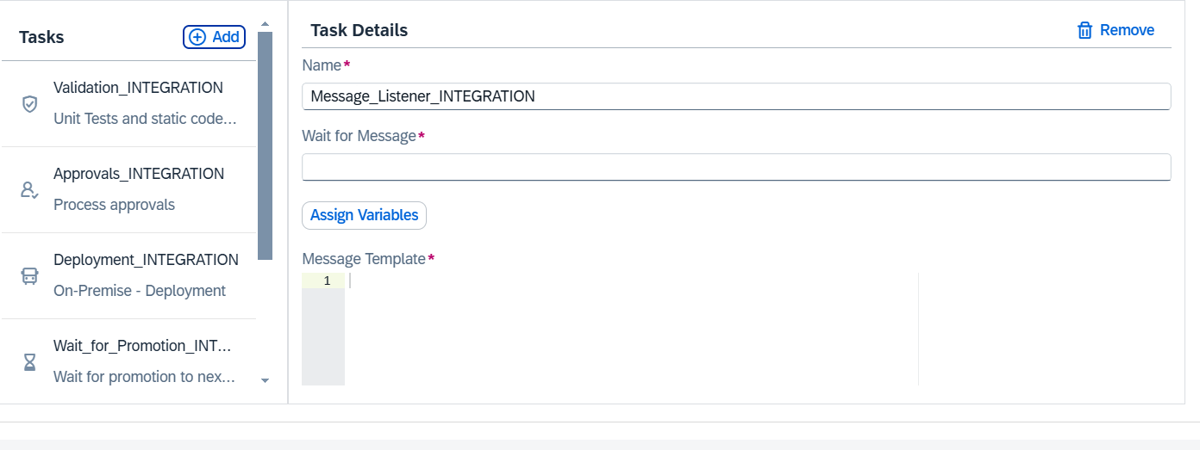 Tasks
Add
Validation_INTEGRATION
Unit Tests and static code...
Approvals_INTEGRATION
Process approvals
Deployment_INTEGRATION
On-Premise - Deployment
Wait_for_Promotion_INT...
Wait for promotion to nex...
Task Details
Remove
Name*
Message_Listener_INTEGRATION
Wait for Message*
Assign Variables
Message Template*
1